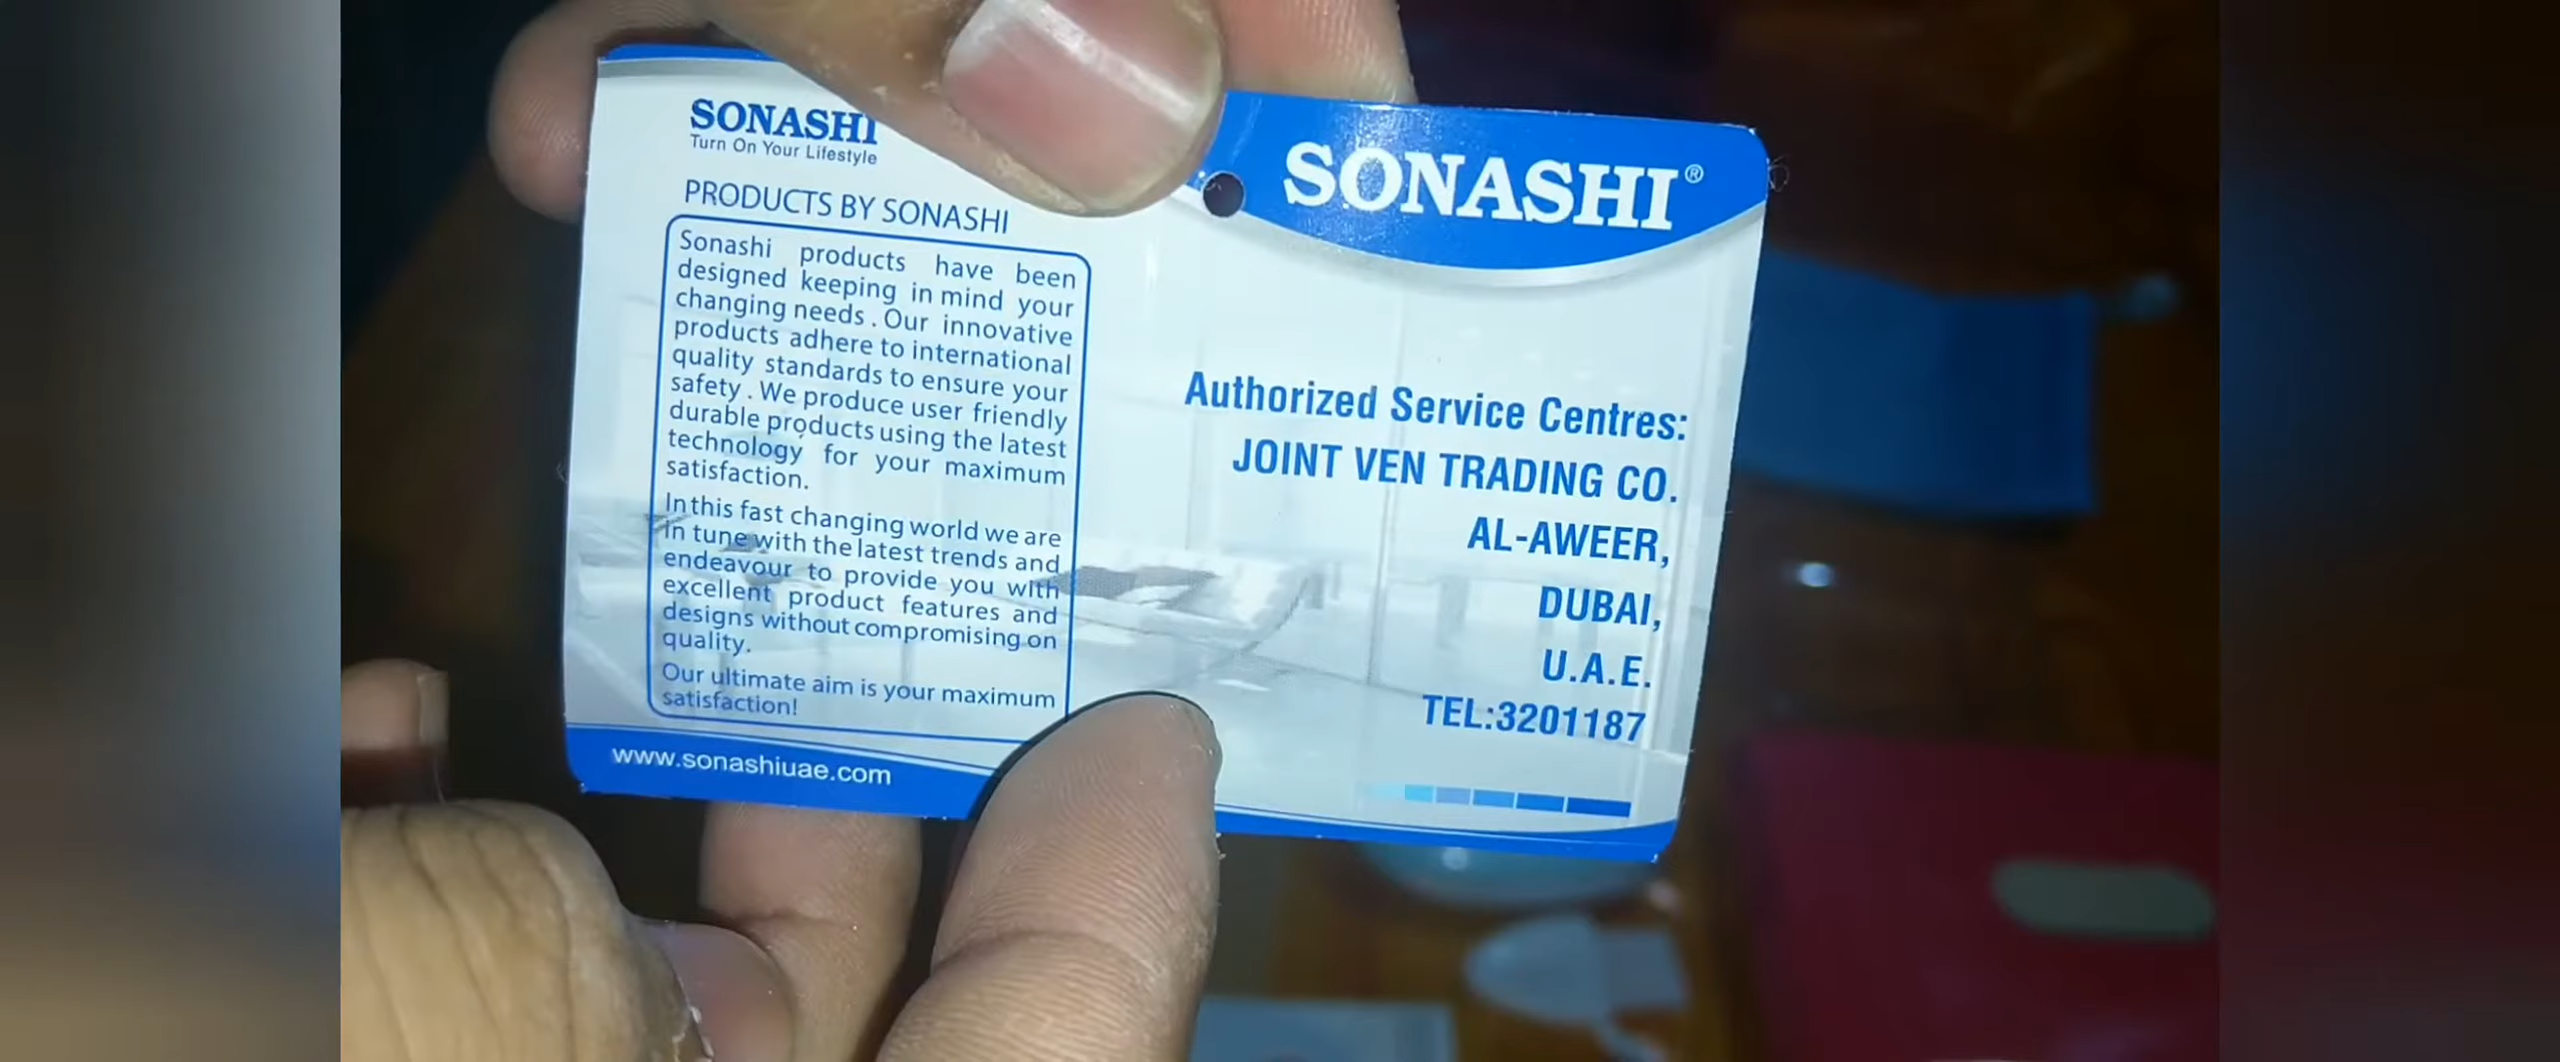 SONASHI
Turn On Your Lifestyle
PRODUCTS BY SONASHI
Sonashi products have been
designed keeping in mind your
changing needs . Our innovative
products adhere to international
quality standards to ensure your
safety . We produce user friendly
durable products using the latest
technology for your maximum
satisfaction.
In this fast changing world we are
in tune with the latest trends and
endeavour to provide you with
excellent product features and
designs without compromising on
quality.
Our ultimate aim is your maximum
satisfaction!
www.sonashiuae.com
SONASHI®
Authorized Service Centres:
JOINT VEN TRADING CO.
AL-AWEER,
DUBAI,
U.A.E.
TEL:3201187